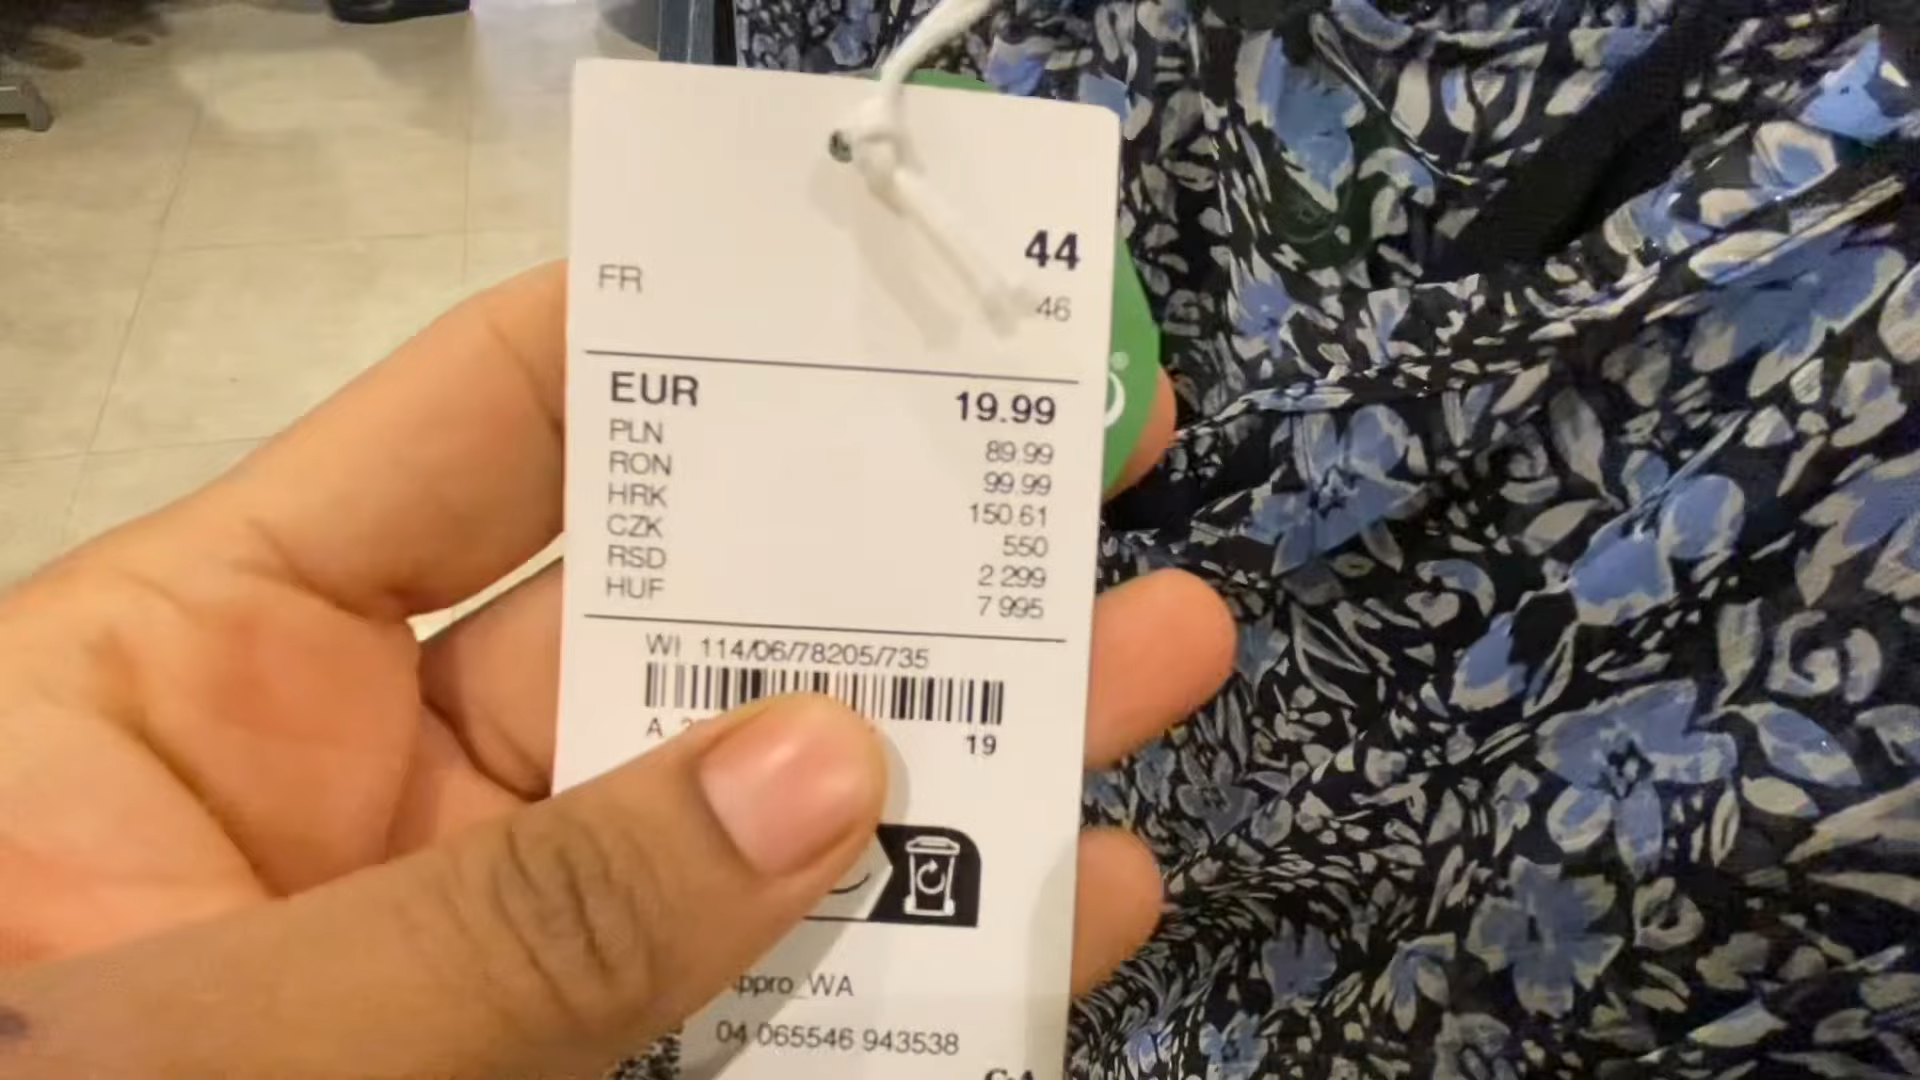 44
FR 46
EUR 19.99
PLN 89.99
RON 99.99
HRK 150.61
CZK 550
RSD 2 299
HUF 7 995
WI 114/06/78205/735
A 19
04 065546 943538